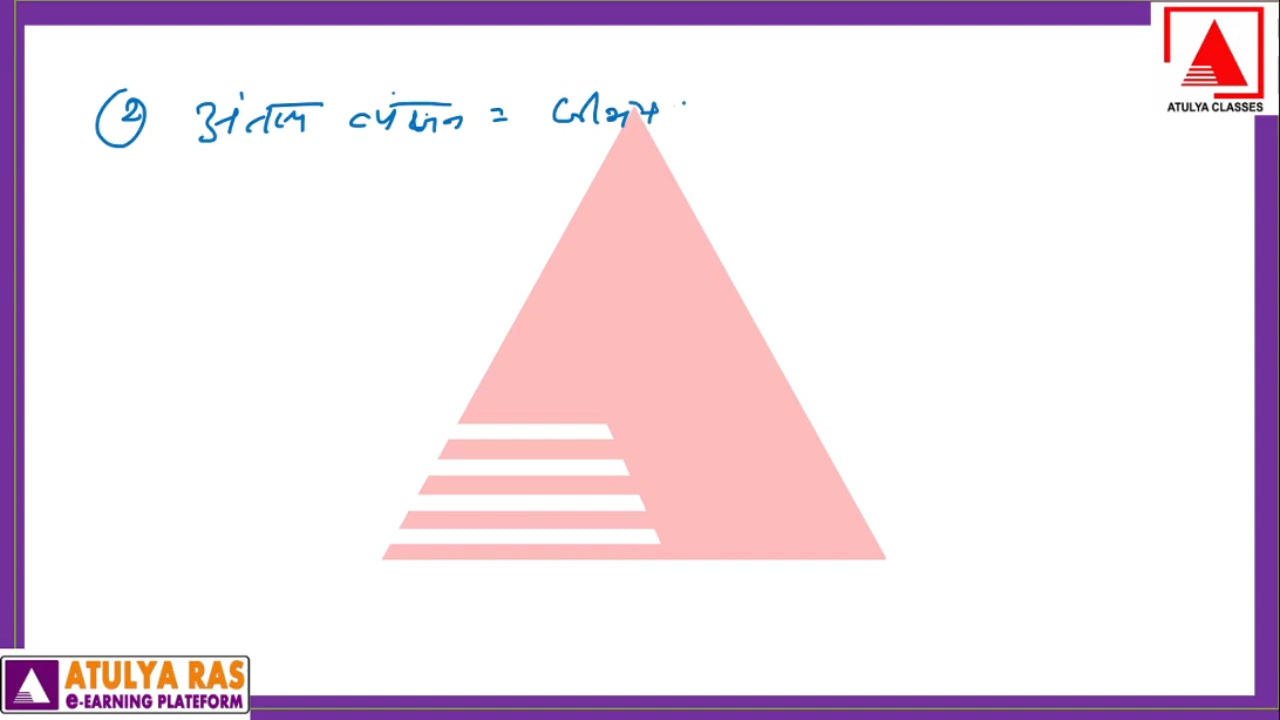 ② अंतस्थ व्यंजन =
ATULYA CLASSES
ATULYA RAS
e-EARNING PLATEFORM